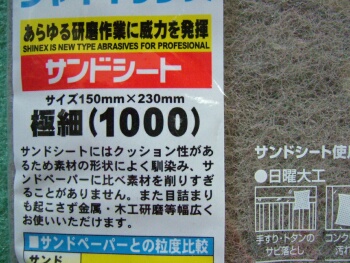 あらゆる研磨作業に威力を発揮
SHINEX IS NEW TYPE ABRASIVES FOR PROFESIONAL
サンドシート
サイズ150mm×230mm
極細(1000)
サンドシートにはクッション性があ
るため素材の形状によく馴染み、サ
ンドペーパーに比べ素材を削りすぎ
ることがありません。また目詰まり
も起こさず金属・木工研磨等幅広く
お使いいただけます。
■サンドペーパーとの粒度比較
サンド
サンドシート使用
●日曜大工
手すり・トタンの
サビ落とし
コンク
汚れ